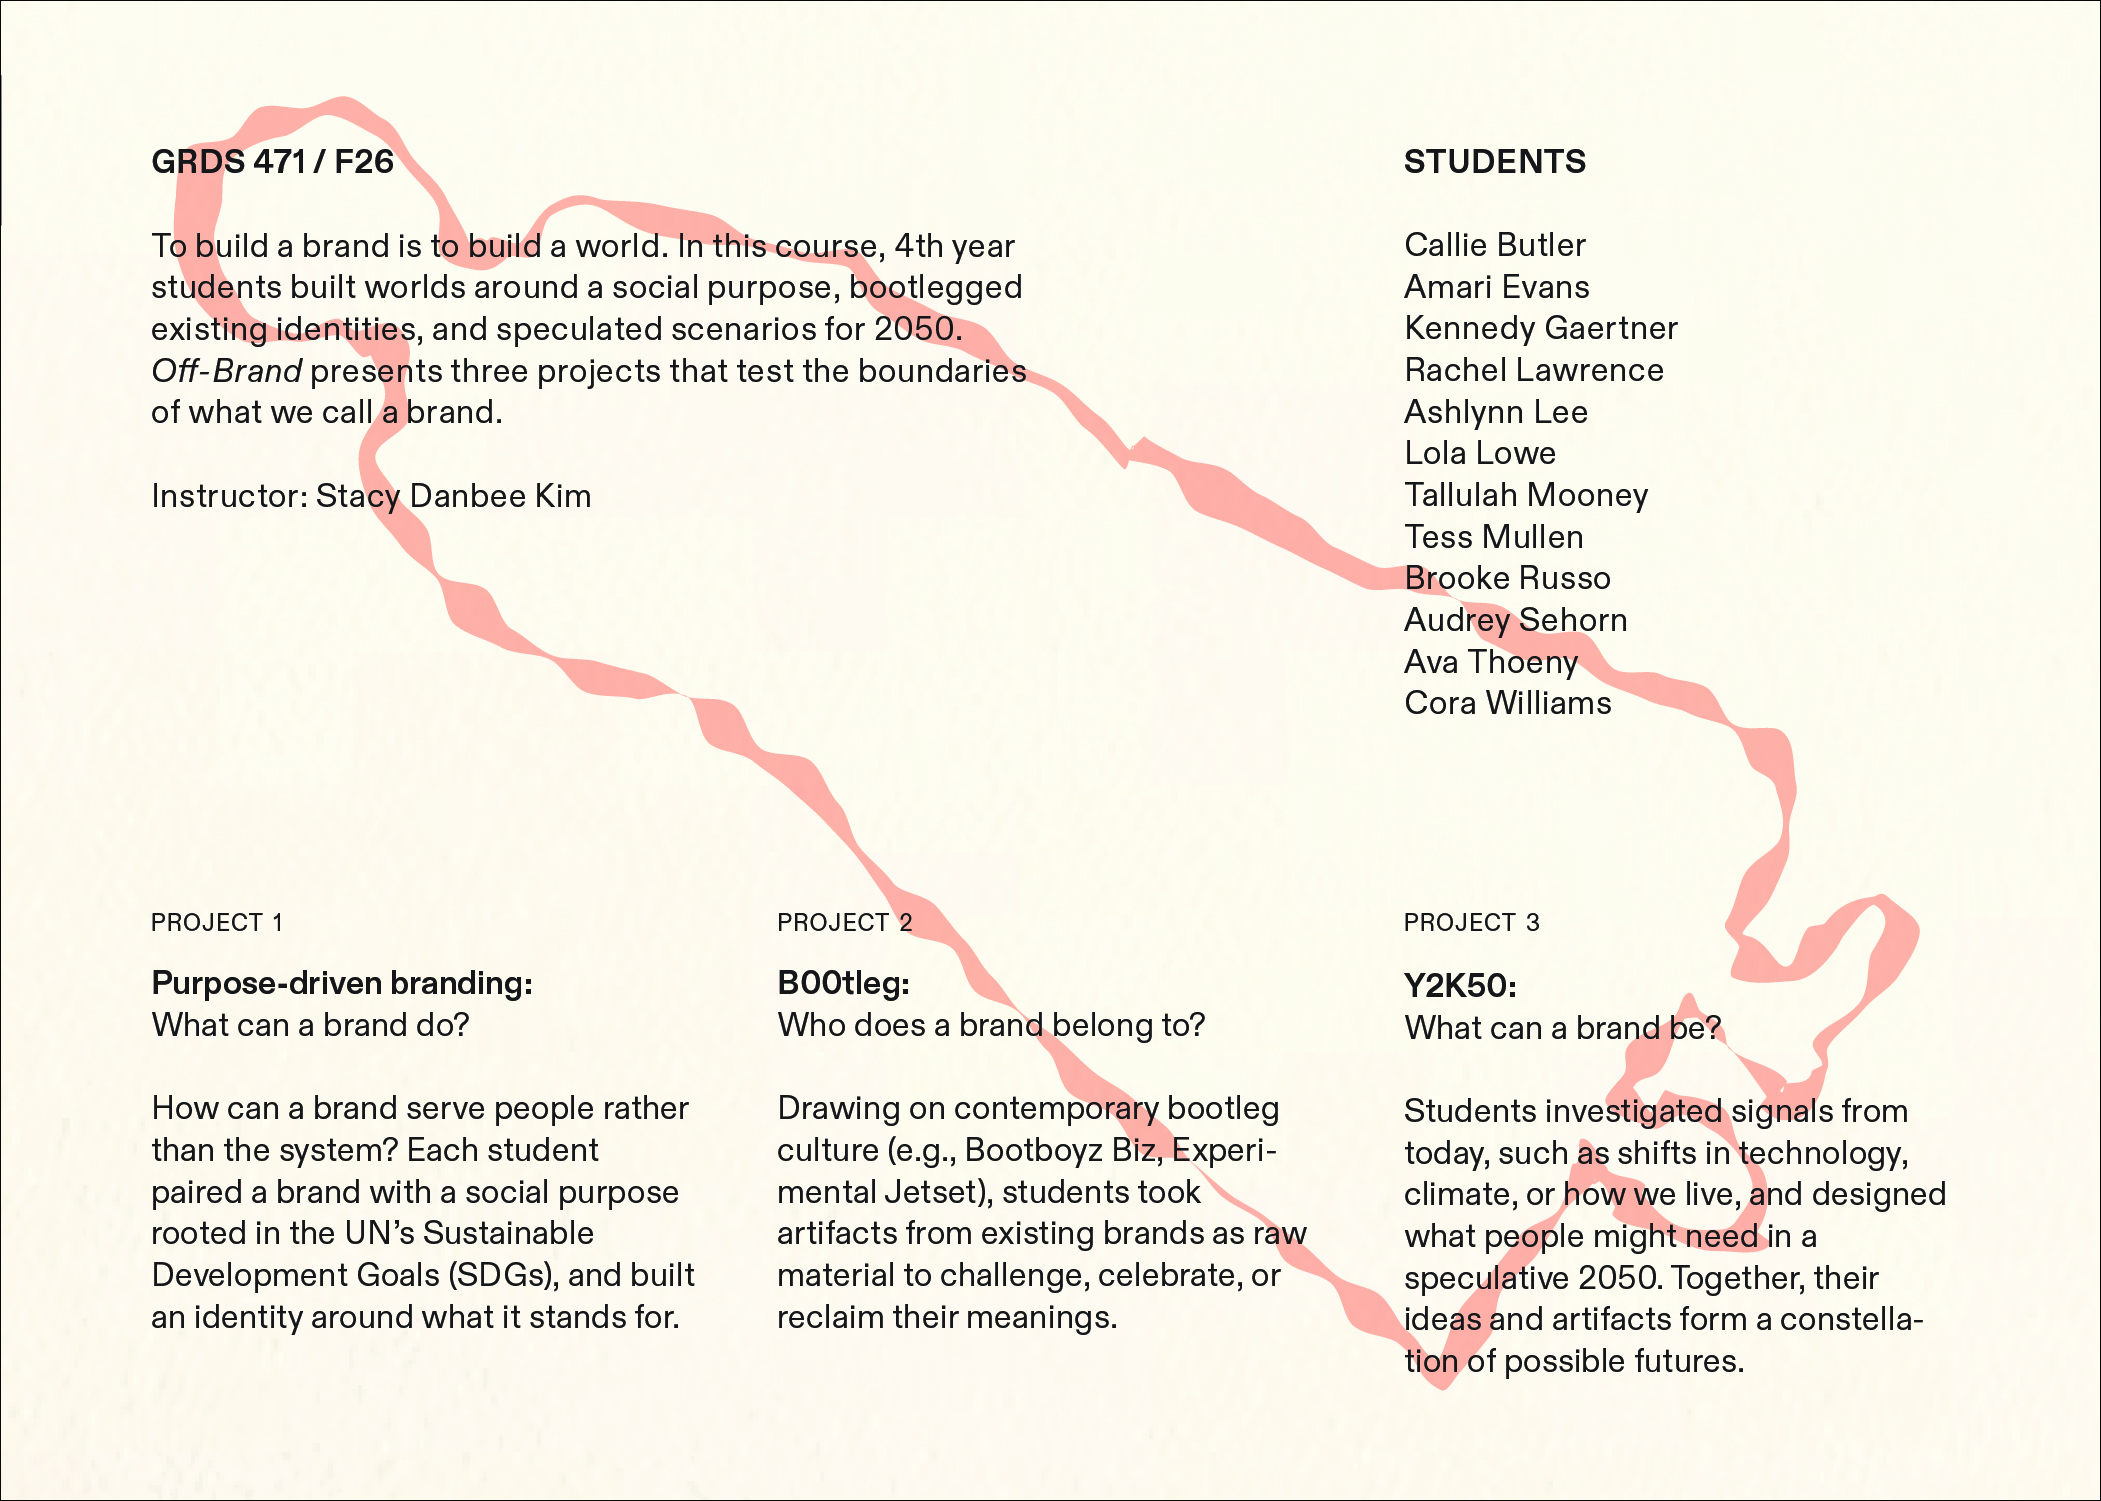 GRDS 471 / F26
To build a brand is to build a world. In this course, 4th year
students built worlds around a social purpose, bootlegged
existing identities, and speculated scenarios for 2050.
Off-Brand presents three projects that test the boundaries
of what we call a brand.
Instructor: Stacy Danbee Kim
STUDENTS
Callie Butler
Amari Evans
Kennedy Gaertner
Rachel Lawrence
Ashlynn Lee
Lola Lowe
Tallulah Mooney
Tess Mullen
Brooke Russo
Audrey Sehorn
Ava Thoeny
Cora Williams
PROJECT 1
Purpose-driven branding:
What can a brand do?
How can a brand serve people rather
than the system? Each student
paired a brand with a social purpose
rooted in the UN’s Sustainable
Development Goals (SDGs), and built
an identity around what it stands for.
PROJECT 2
B00tleg:
Who does a brand belong to?
Drawing on contemporary bootleg
culture (e.g., Bootboyz Biz, Experi-
mental Jetset), students took
artifacts from existing brands as raw
material to challenge, celebrate, or
reclaim their meanings.
PROJECT 3
Y2K50:
What can a brand be?
Students investigated signals from
today, such as shifts in technology,
climate, or how we live, and designed
what people might need in a
speculative 2050. Together, their
ideas and artifacts form a constella-
tion of possible futures.